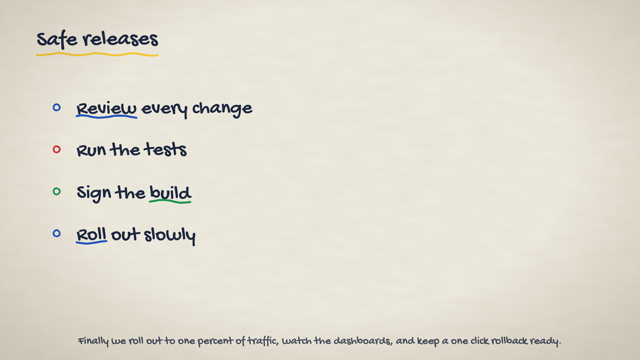 Safe releases
Review every change
Run the tests
Sign the build
Roll out slowly
Finally we roll out to one percent of traffic, watch the dashboards, and keep a one click rollback ready.